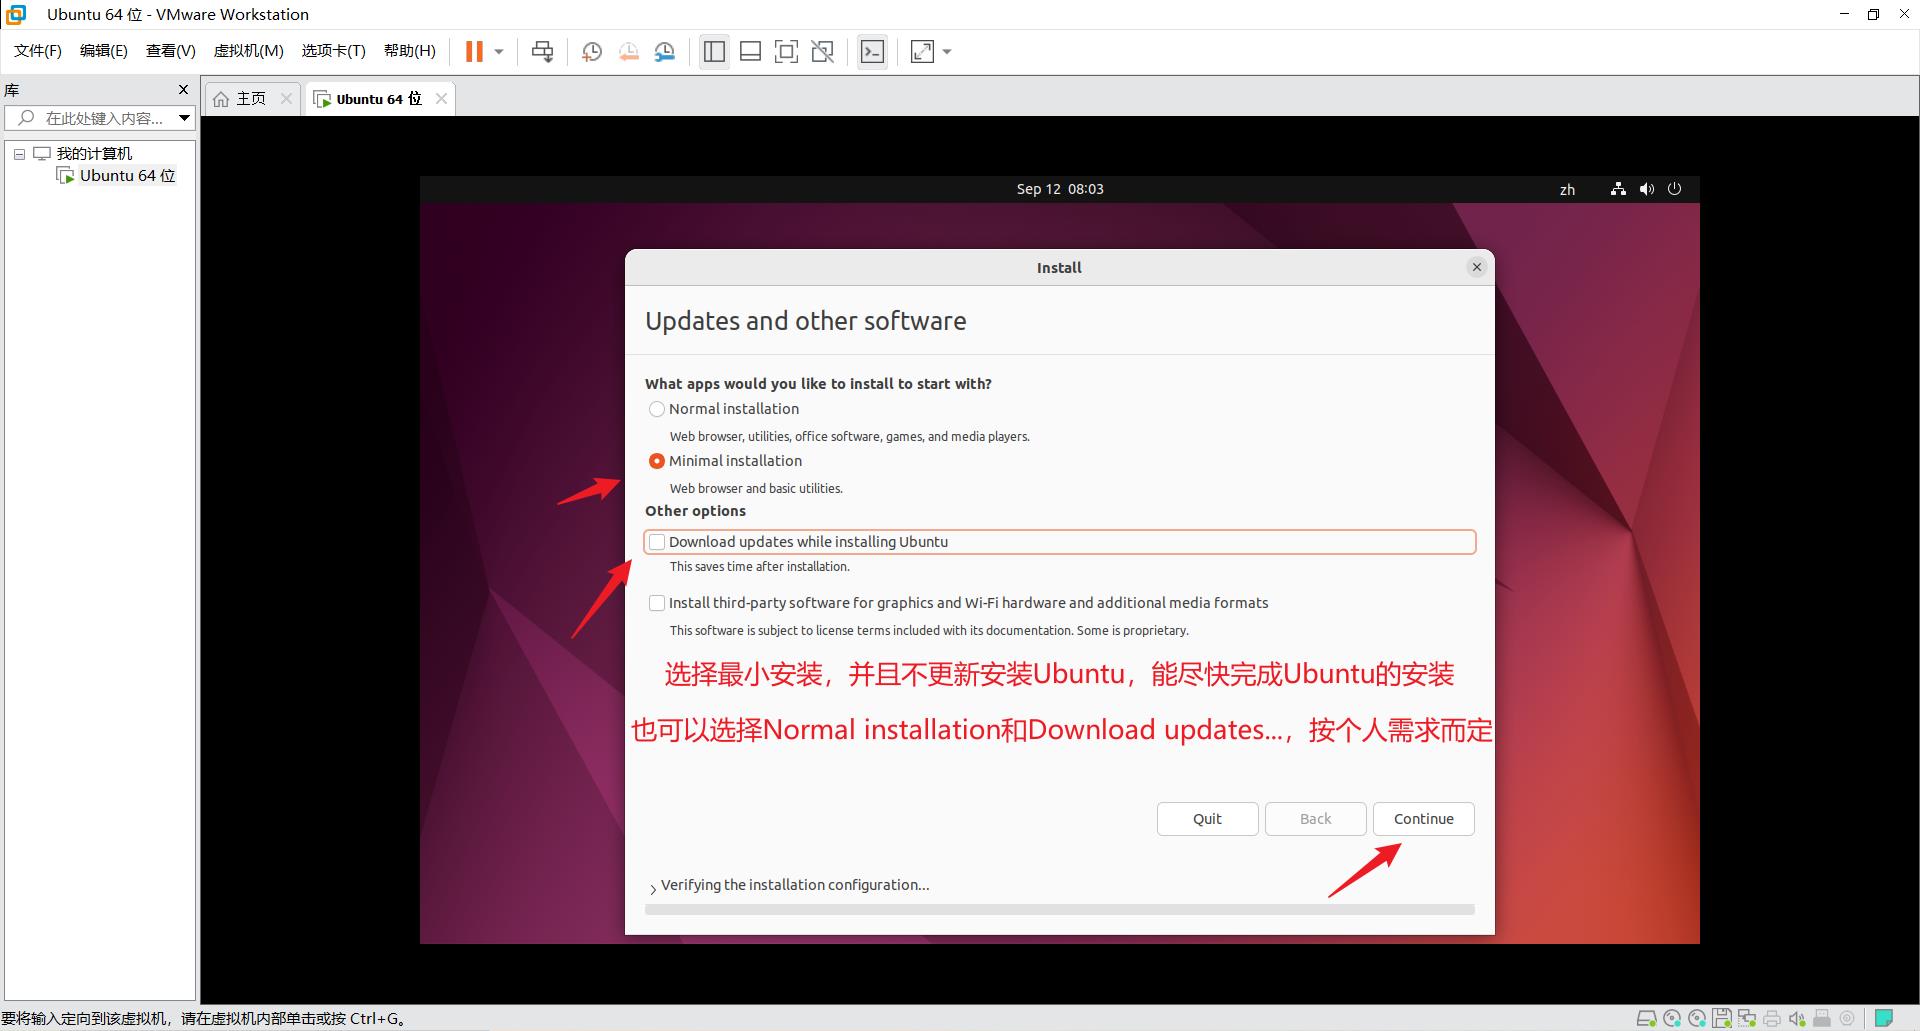 Ubuntu 64 位 - VMware Workstation
文件(F) 编辑(E) 查看(V) 虚拟机(M) 选项卡(T) 帮助(H)
库
主页
Ubuntu 64 位
在此处键入内容...
我的计算机
Ubuntu 64 位
Sep 12 08:03
zh
Install
Updates and other software
What apps would you like to install to start with?
Normal installation
Web browser, utilities, office software, games, and media players.
Minimal installation
Web browser and basic utilities.
Other options
Download updates while installing Ubuntu
This saves time after installation.
Install third-party software for graphics and Wi-Fi hardware and additional media formats
This software is subject to license terms included with its documentation. Some is proprietary.
选择最小安装，并且不更新安装Ubuntu，能尽快完成Ubuntu的安装
也可以选择Normal installation和Download updates...，按个人需求而定
Quit
Back
Continue
Verifying the installation configuration...
要将输入定向到该虚拟机，请在虚拟机内部单击或按 Ctrl+G。